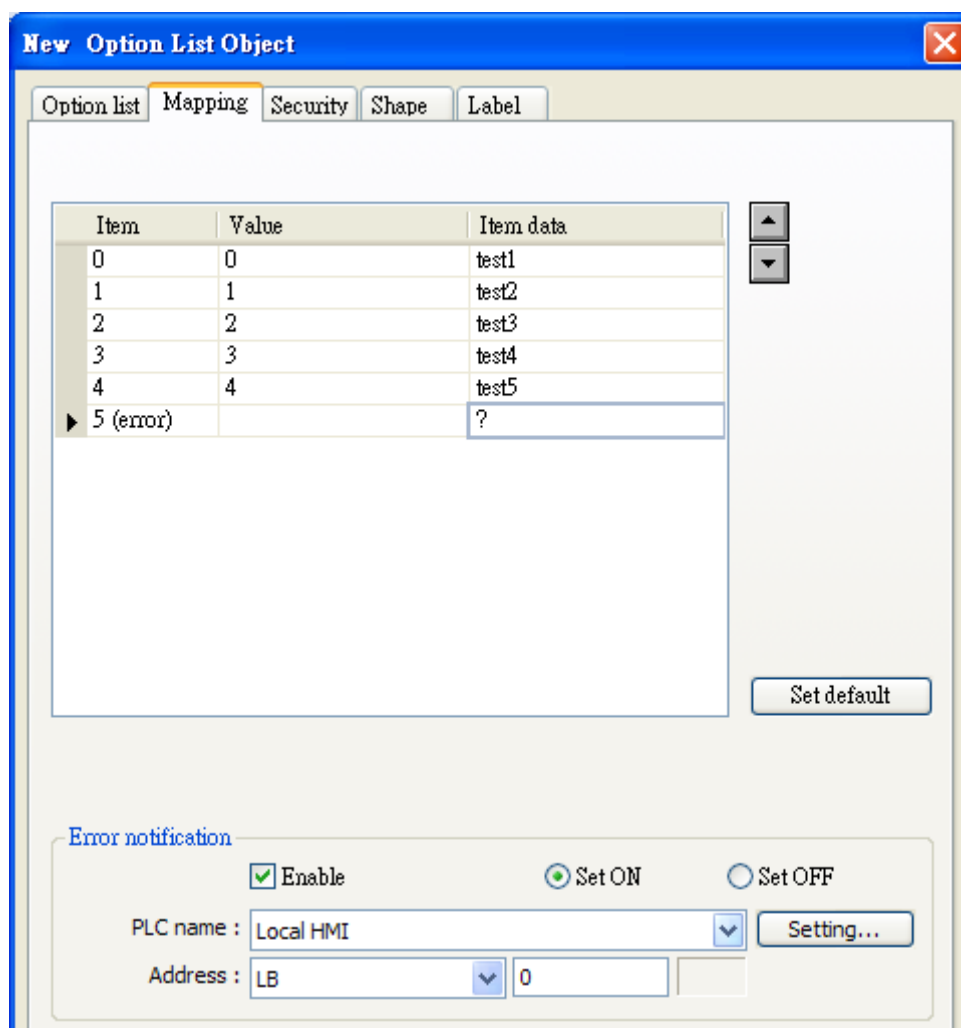 New Option List Object
Option list Mapping Security Shape Label
Item Value Item data
0 0 test1
1 1 test2
2 2 test3
3 3 test4
4 4 test5
5 (error) ?
Set default
Error notification
Enable Set ON Set OFF
PLC name : Local HMI Setting...
Address : LB 0